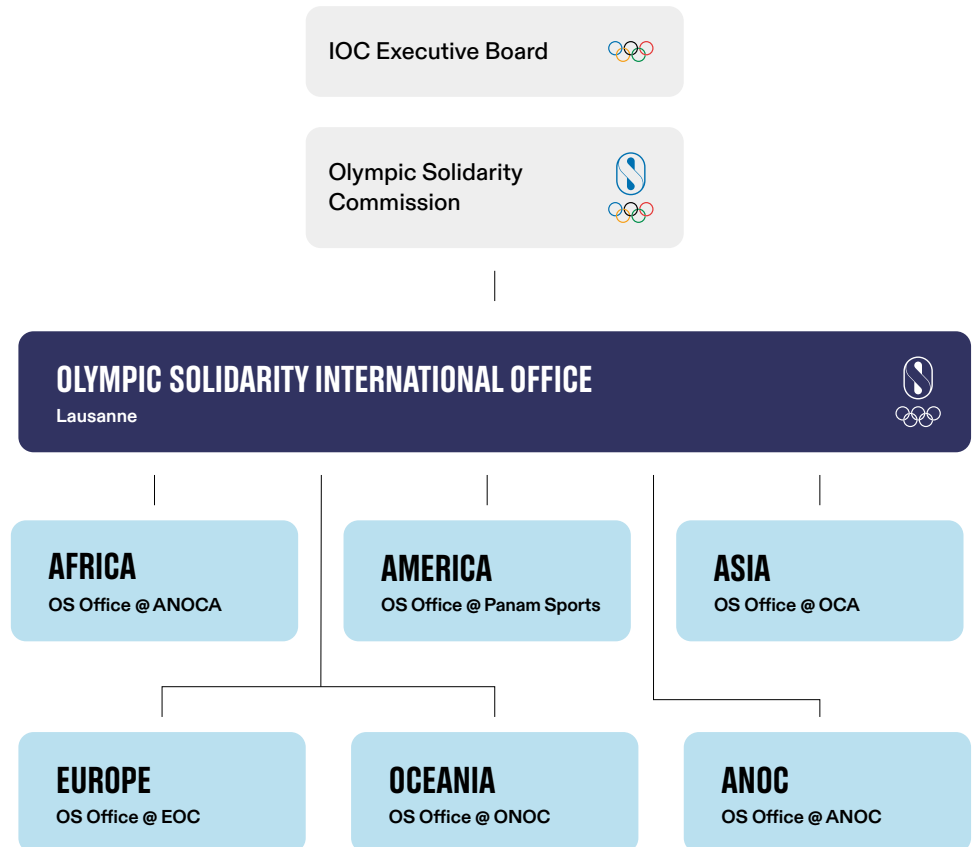 IOC Executive Board
Olympic Solidarity
Commission
OLYMPIC SOLIDARITY INTERNATIONAL OFFICE
Lausanne
AFRICA
OS Office @ ANOCA
AMERICA
OS Office @ Panam Sports
ASIA
OS Office @ OCA
EUROPE
OS Office @ EOC
OCEANIA
OS Office @ ONOC
ANOC
OS Office @ ANOC